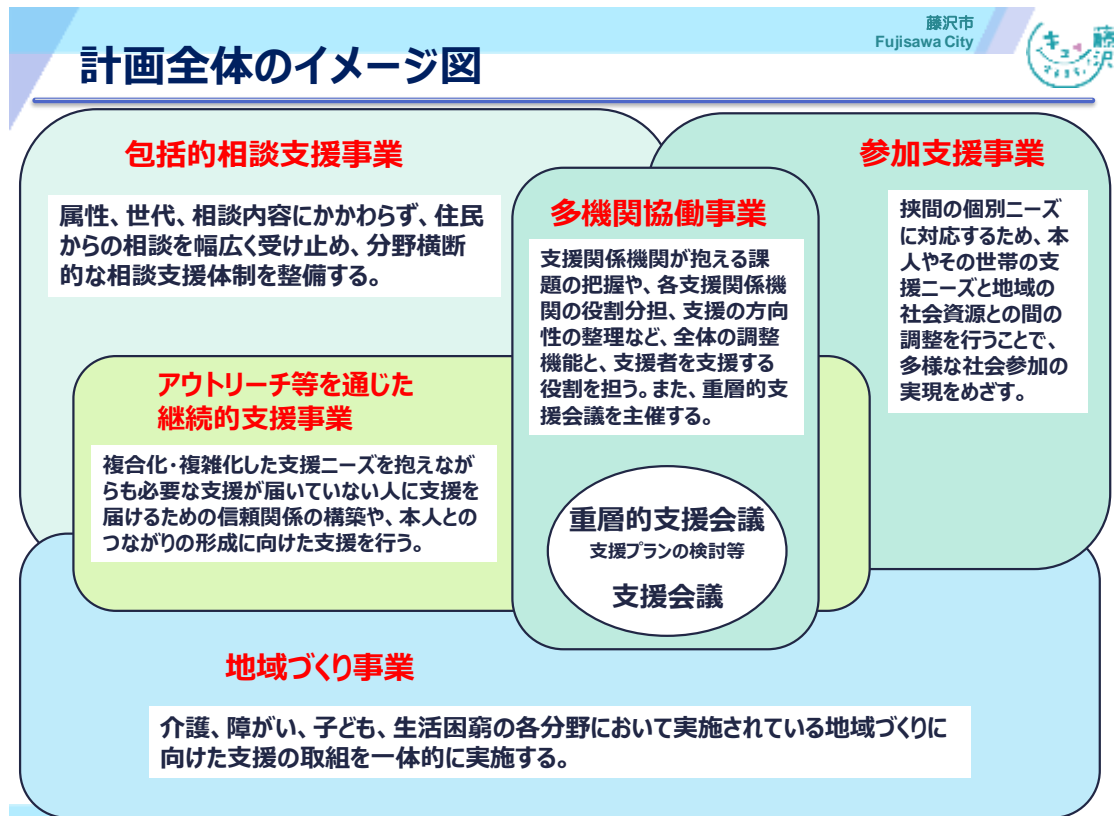 藤沢市
Fujisawa City
キュンとするまち。藤沢
計画全体のイメージ図
包括的相談支援事業
属性、世代、相談内容にかかわらず、住民
からの相談を幅広く受け止め、分野横断
的な相談支援体制を整備する。
参加支援事業
狭間の個別ニーズ
に対応するため、本
人やその世帯の支
援ニーズと地域の
社会資源との間の
調整を行うことで、
多様な社会参加の
実現をめざす。
多機関協働事業
支援関係機関が抱える課
題の把握や、各支援関係機
関の役割分担、支援の方向
性の整理など、全体の調整
機能と、支援者を支援する
役割を担う。また、重層的支
援会議を主催する。
重層的支援会議
支援プランの検討等
支援会議
アウトリーチ等を通じた
継続的支援事業
複合化・複雑化した支援ニーズを抱えなが
らも必要な支援が届いていない人に支援を
届けるための信頼関係の構築や、本人との
つながりの形成に向けた支援を行う。
地域づくり事業
介護、障がい、子ども、生活困窮の各分野において実施されている地域づくりに
向けた支援の取組を一体的に実施する。